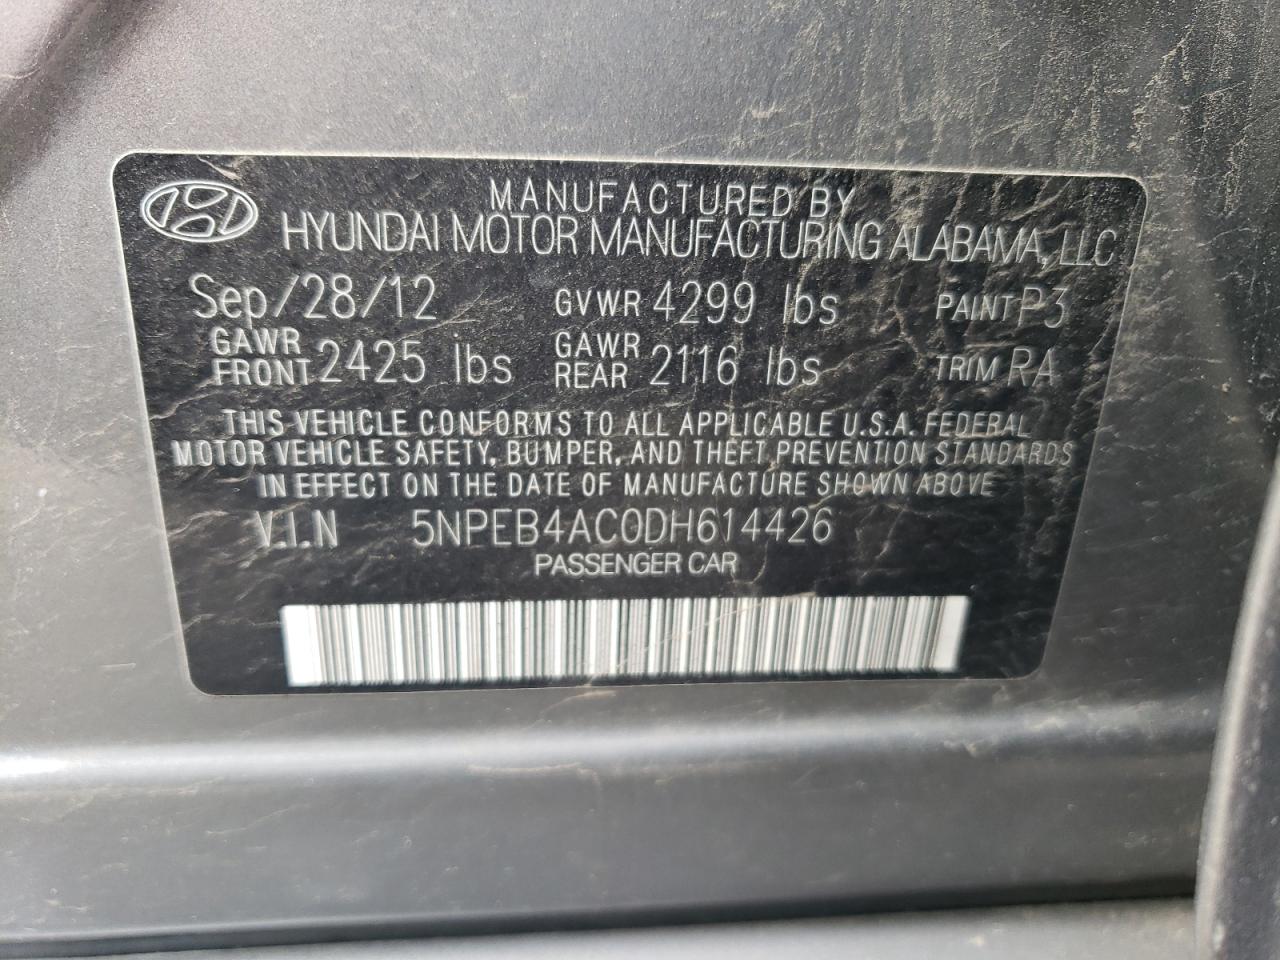 MANUFACTURED BY
HYUNDAI MOTOR MANUFACTURING ALABAMA, LLC
Sep/28/12 GVWR 4299 lbs PAINT P3
GAWR FRONT 2425 lbs GAWR REAR 2116 lbs TRIM RA
THIS VEHICLE CONFORMS TO ALL APPLICABLE U.S.A. FEDERAL
MOTOR VEHICLE SAFETY, BUMPER, AND THEFT PREVENTION STANDARDS
IN EFFECT ON THE DATE OF MANUFACTURE SHOWN ABOVE
V.I.N 5NPEB4AC0DH614426
PASSENGER CAR